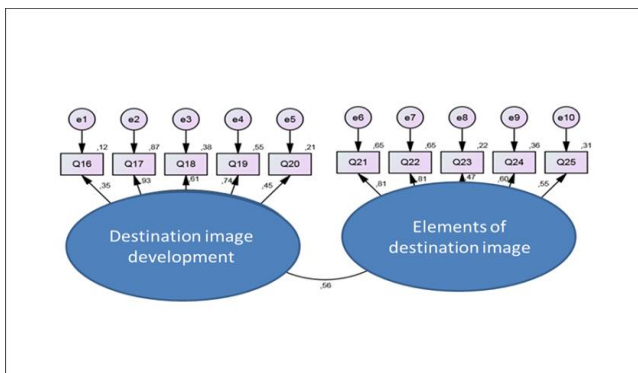 e1 e2 e3 e4 e5 e6 e7 e8 e9 e10
,12 ,87 ,38 ,55 ,21 ,65 ,65 ,22 ,36 ,31
Q16 Q17 Q18 Q19 Q20 Q21 Q22 Q23 Q24 Q25
,35 ,93 ,61 ,74 ,45 ,81 ,81 ,47 ,60 ,55
Destination image
development
Elements of
destination image
,56